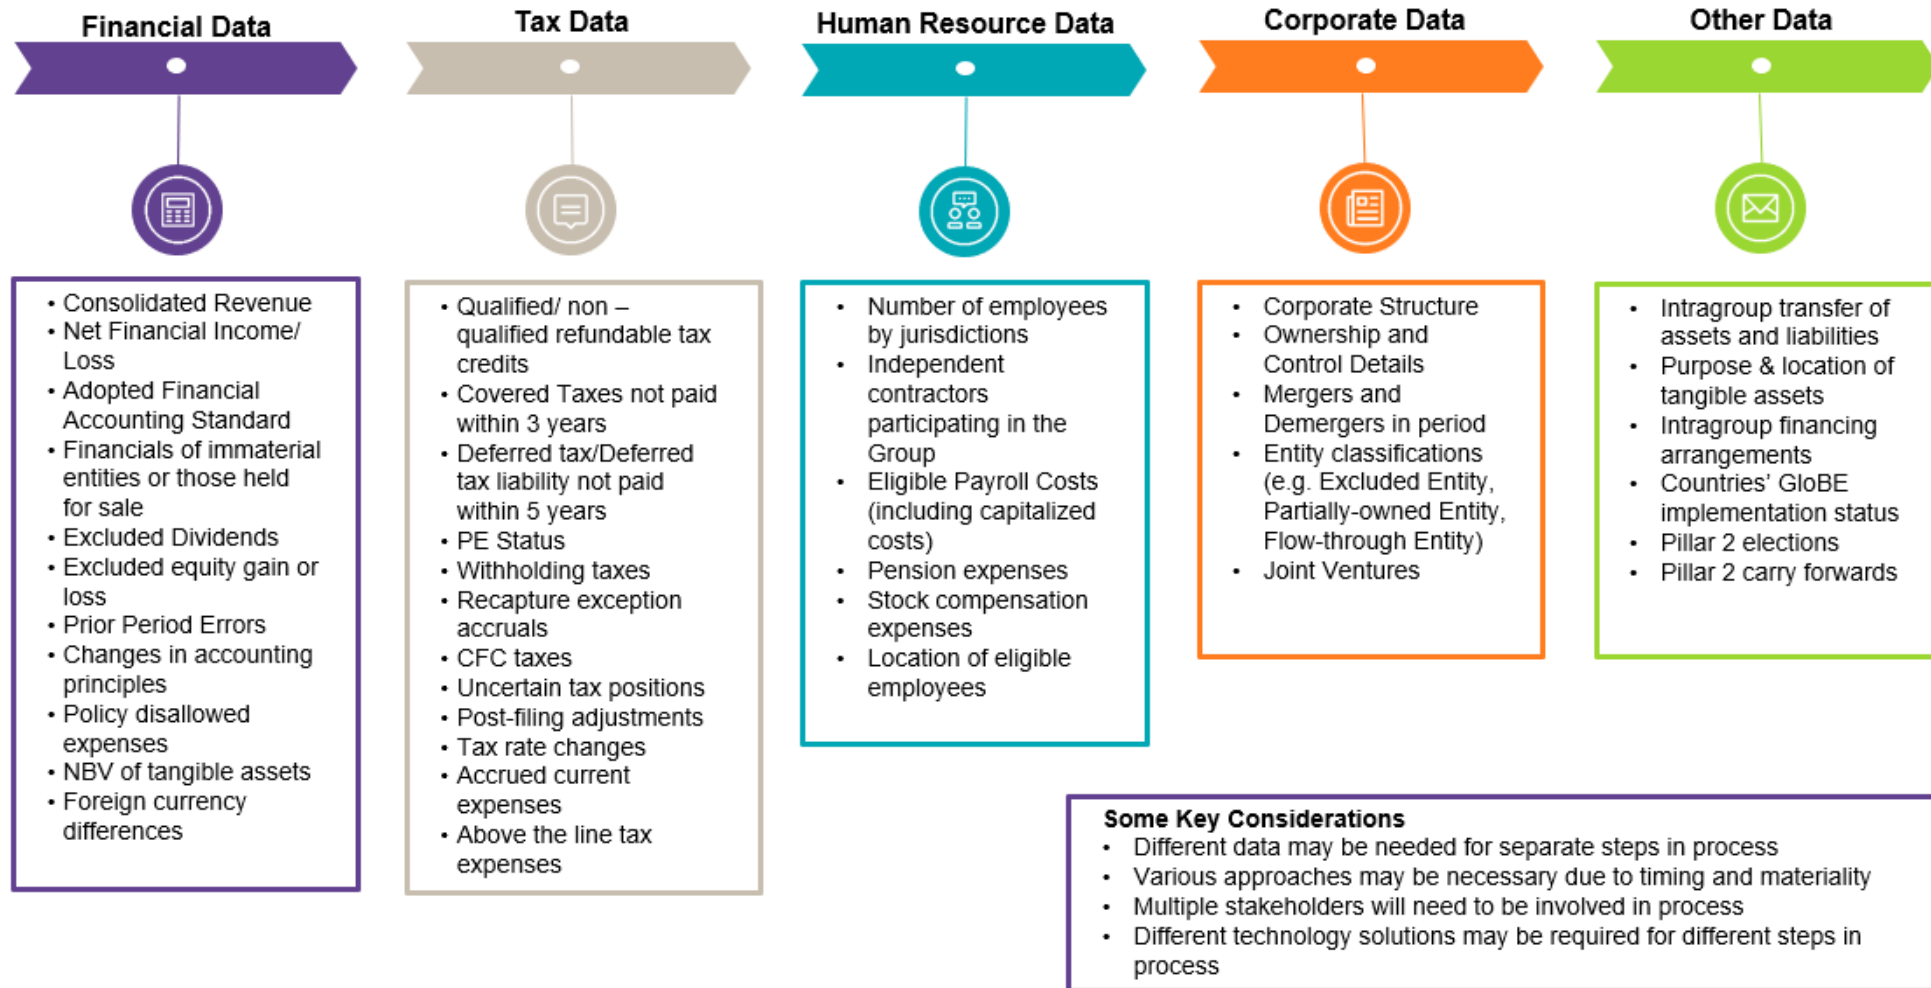 Financial Data
• Consolidated Revenue
• Net Financial Income/
Loss
• Adopted Financial
Accounting Standard
• Financials of immaterial
entities or those held
for sale
• Excluded Dividends
• Excluded equity gain or
loss
• Prior Period Errors
• Changes in accounting
principles
• Policy disallowed
expenses
• NBV of tangible assets
• Foreign currency
differences
Tax Data
• Qualified/ non –
qualified refundable tax
credits
• Covered Taxes not paid
within 3 years
• Deferred tax/Deferred
tax liability not paid
within 5 years
• PE Status
• Withholding taxes
• Recapture exception
accruals
• CFC taxes
• Uncertain tax positions
• Post-filing adjustments
• Tax rate changes
• Accrued current
expenses
• Above the line tax
expenses
Human Resource Data
• Number of employees
by jurisdictions
• Independent
contractors
participating in the
Group
• Eligible Payroll Costs
(including capitalized
costs)
• Pension expenses
• Stock compensation
expenses
• Location of eligible
employees
Corporate Data
• Corporate Structure
• Ownership and
Control Details
• Mergers and
Demergers in period
• Entity classifications
(e.g. Excluded Entity,
Partially-owned Entity,
Flow-through Entity)
• Joint Ventures
Other Data
• Intragroup transfer of
assets and liabilities
• Purpose & location of
tangible assets
• Intragroup financing
arrangements
• Countries' GloBE
implementation status
• Pillar 2 elections
• Pillar 2 carry forwards
Some Key Considerations
• Different data may be needed for separate steps in process
• Various approaches may be necessary due to timing and materiality
• Multiple stakeholders will need to be involved in process
• Different technology solutions may be required for different steps in
process